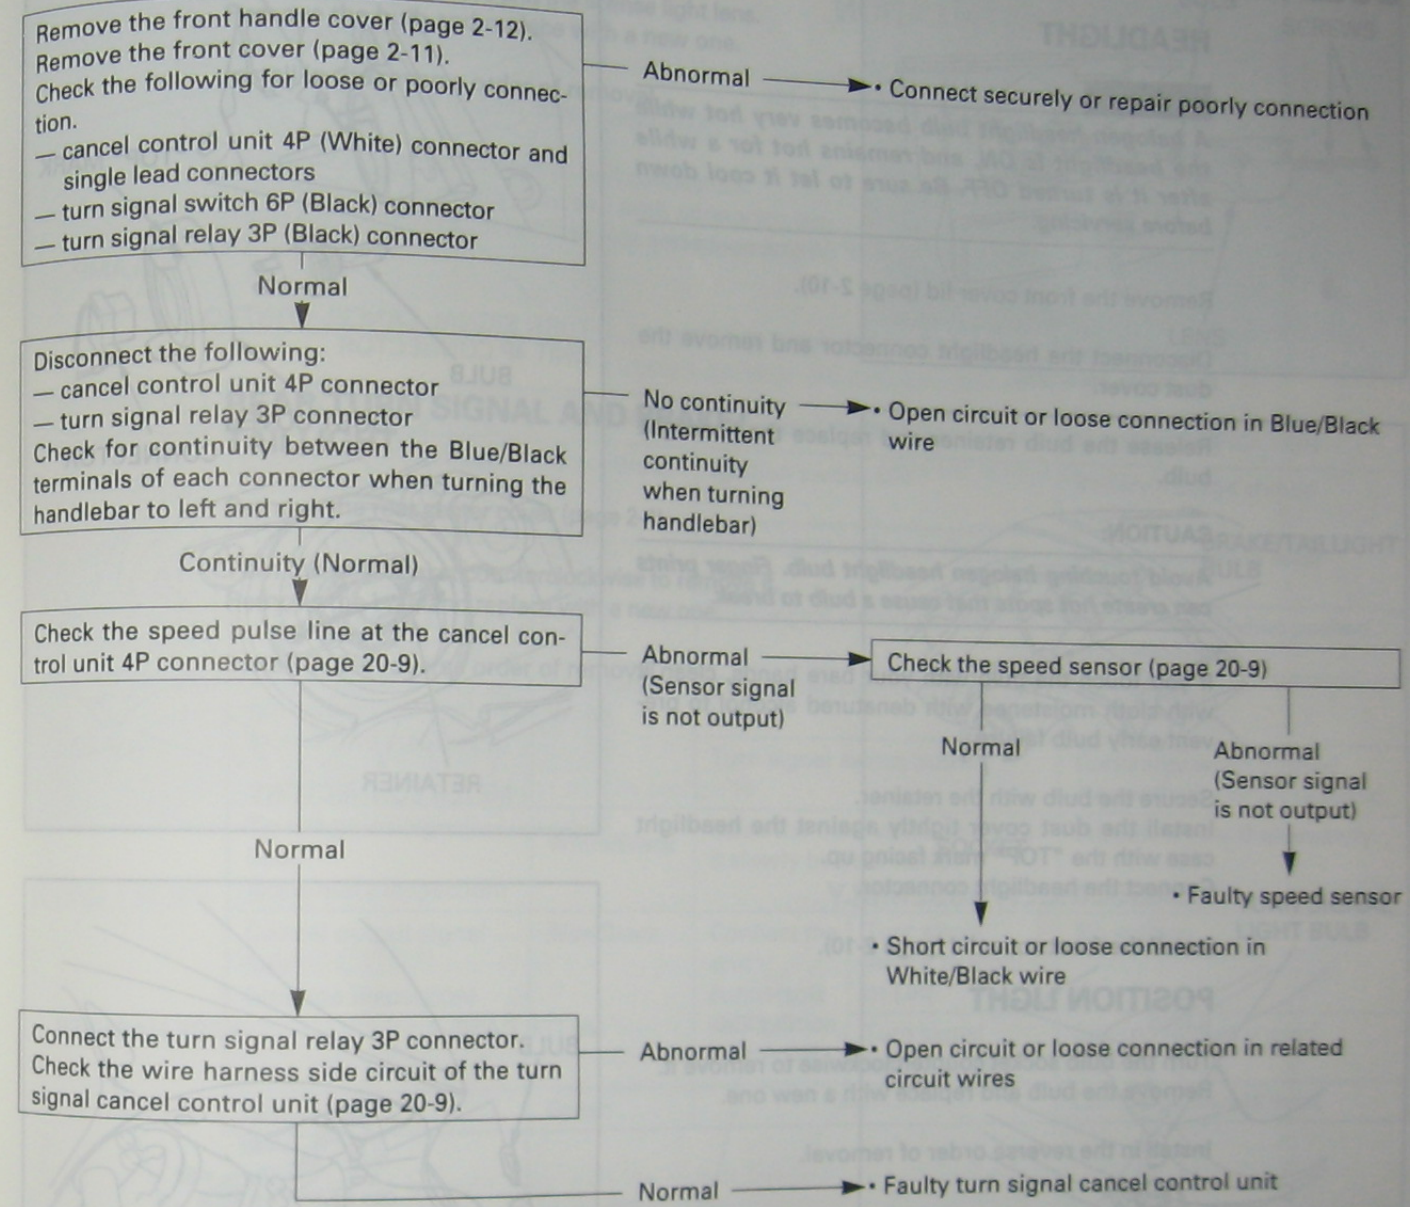 Remove the front handle cover (page 2-12).
Remove the front cover (page 2-11).
Check the following for loose or poorly connec-
tion.
— cancel control unit 4P (White) connector and
single lead connectors
— turn signal switch 6P (Black) connector
— turn signal relay 3P (Black) connector
Abnormal
• Connect securely or repair poorly connection
Normal
Disconnect the following:
— cancel control unit 4P connector
— turn signal relay 3P connector
Check for continuity between the Blue/Black
terminals of each connector when turning the
handlebar to left and right.
No continuity
(Intermittent
continuity
when turning
handlebar)
• Open circuit or loose connection in Blue/Black
wire
Continuity (Normal)
Check the speed pulse line at the cancel con-
trol unit 4P connector (page 20-9).
Abnormal
(Sensor signal
is not output)
Check the speed sensor (page 20-9)
Normal
Abnormal
(Sensor signal
is not output)
• Faulty speed sensor
• Short circuit or loose connection in
White/Black wire
Normal
Connect the turn signal relay 3P connector.
Check the wire harness side circuit of the turn
signal cancel control unit (page 20-9).
Abnormal
• Open circuit or loose connection in related
circuit wires
Normal
• Faulty turn signal cancel control unit